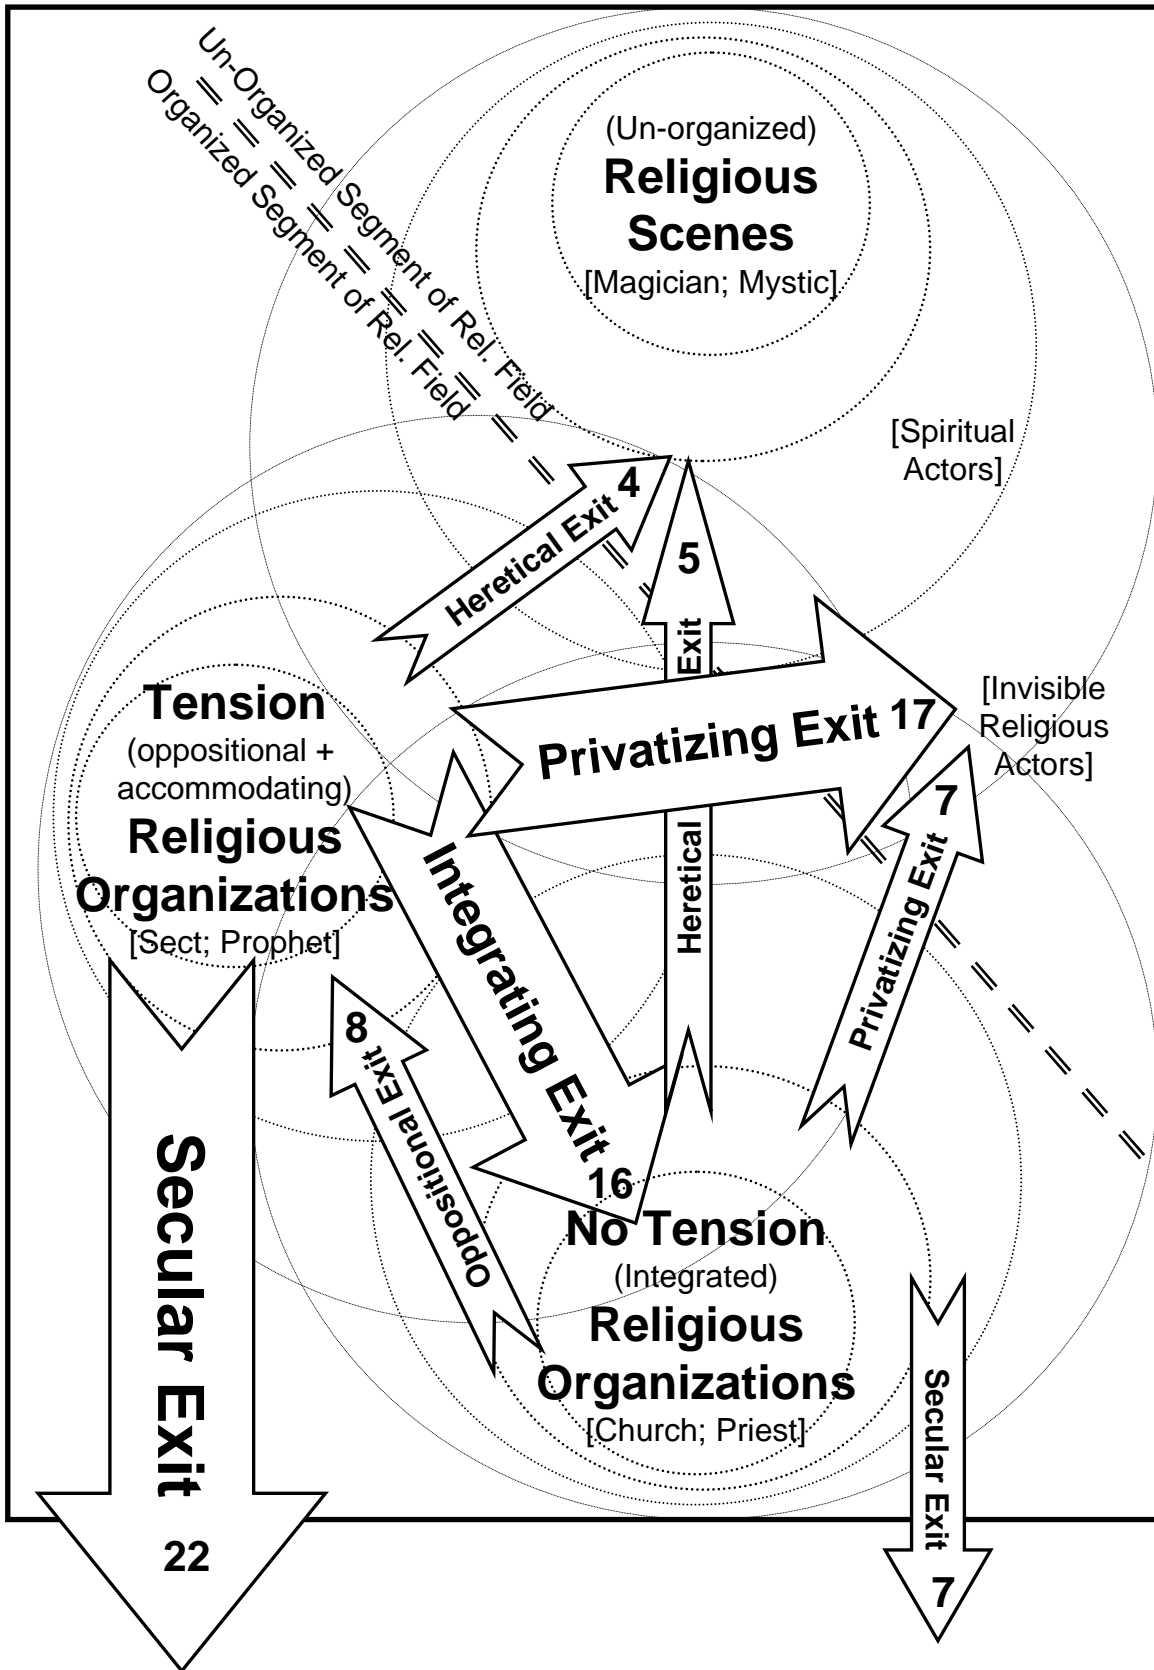 Un-Organized Segment of Rel. Field
Organized Segment of Rel. Field
(Un-organized)
Religious
Scenes
[Magician; Mystic]
[Spiritual
Actors]
Heretical Exit 4
5
Heretical Exit
Tension
(oppositional +
accommodating)
Religious
Organizations
[Sect; Prophet]
Privatizing Exit 17
[Invisible
Religious
Actors]
7
Privatizing Exit
Integrating Exit
16
8
Oppositional Exit
No Tension
(Integrated)
Religious
Organizations
[Church; Priest]
Secular Exit
22
Secular Exit
7